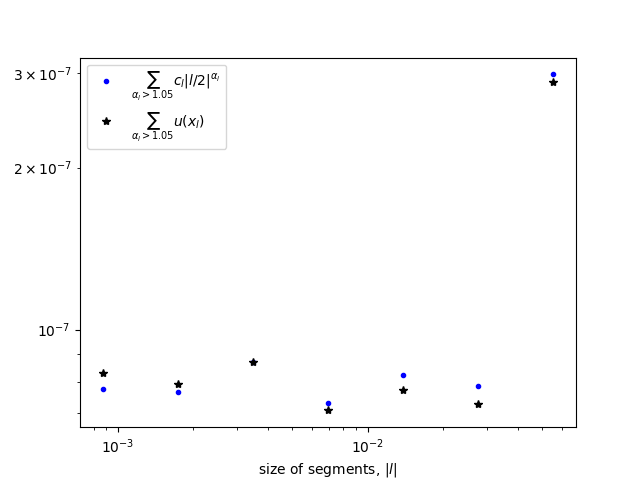 3 × 10⁻⁷
2 × 10⁻⁷
10⁻⁷
∑_{α_l>1.05} c_l|l/2|^{α_l}
∑_{α_l>1.05} u(x_l)
10⁻³ 10⁻²
size of segments, |l|